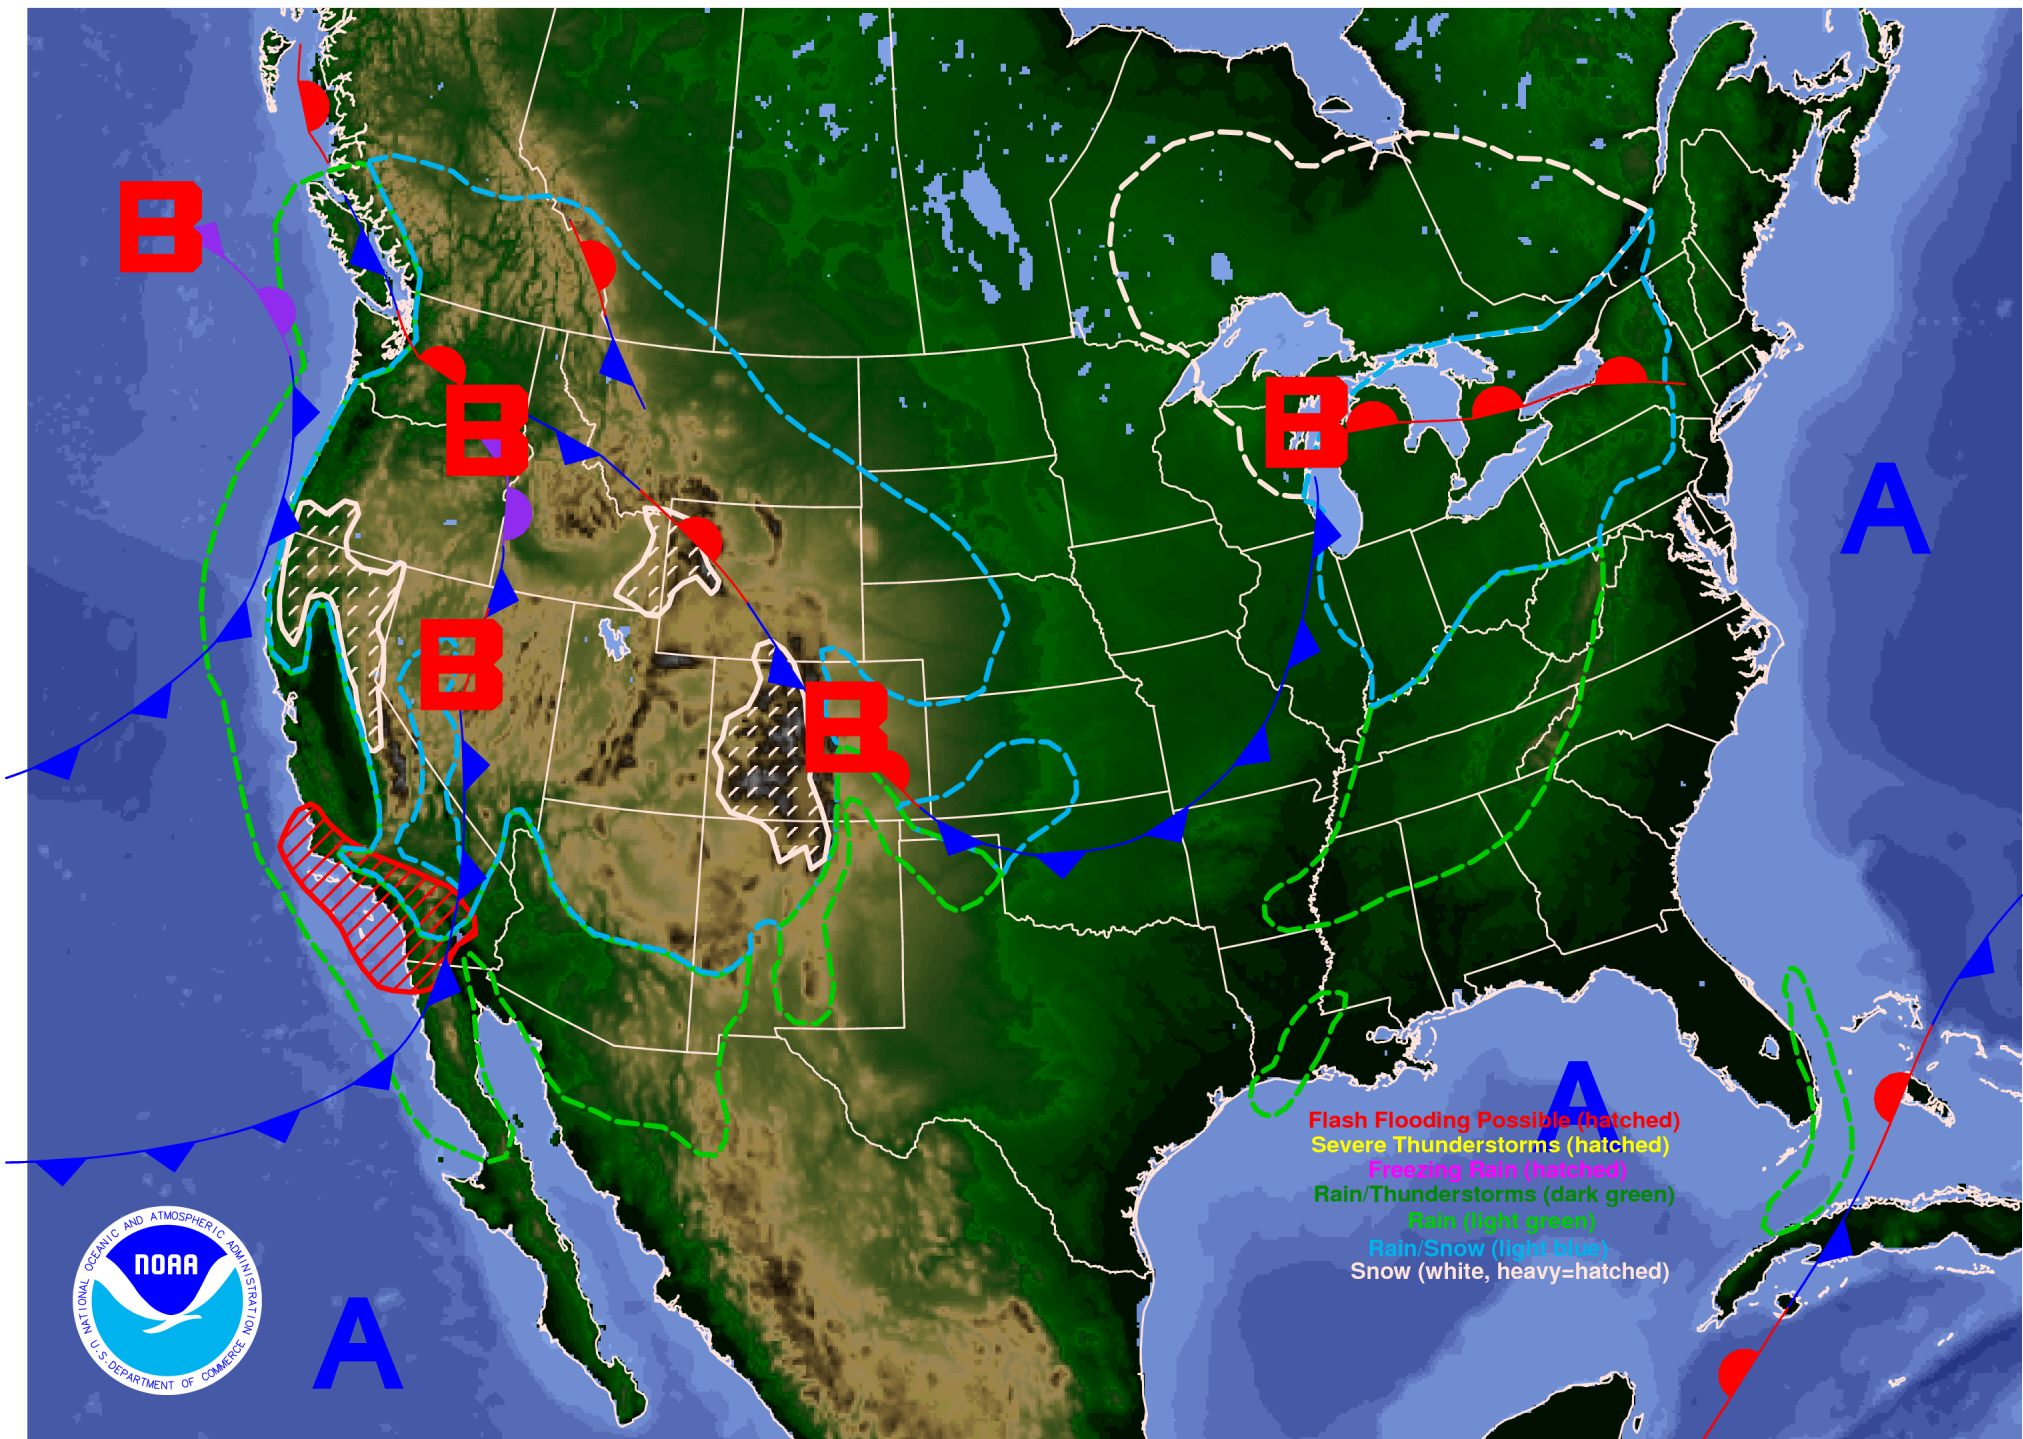 B
B
B
B
B
A
A
A
Flash Flooding Possible (hatched)
Severe Thunderstorms (hatched)
Freezing Rain (hatched)
Rain/Thunderstorms (dark green)
Rain (light green)
Rain/Snow (light blue)
Snow (white, heavy=hatched)
NATIONAL OCEANIC AND ATMOSPHERIC ADMINISTRATION
NOAA
U.S. DEPARTMENT OF COMMERCE